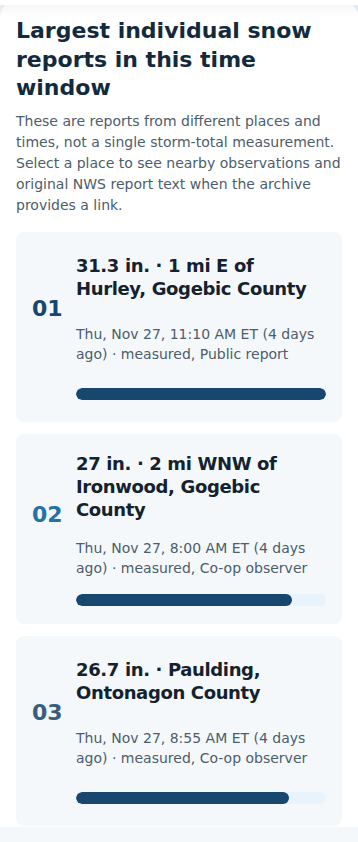 Largest individual snow
reports in this time
window
These are reports from different places and
times, not a single storm-total measurement.
Select a place to see nearby observations and
original NWS report text when the archive
provides a link.
01
31.3 in. · 1 mi E of
Hurley, Gogebic County
Thu, Nov 27, 11:10 AM ET (4 days
ago) · measured, Public report
02
27 in. · 2 mi WNW of
Ironwood, Gogebic
County
Thu, Nov 27, 8:00 AM ET (4 days
ago) · measured, Co-op observer
03
26.7 in. · Paulding,
Ontonagon County
Thu, Nov 27, 8:55 AM ET (4 days
ago) · measured, Co-op observer